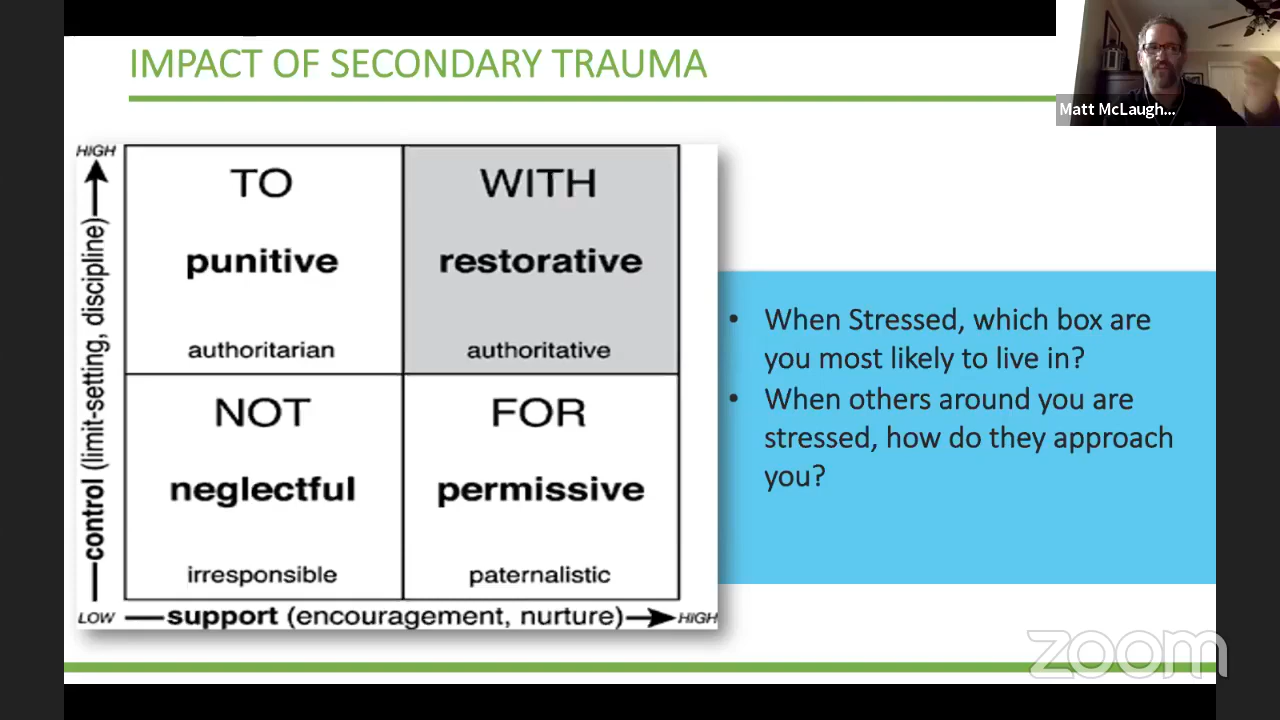 IMPACT OF SECONDARY TRAUMA
Matt McLaugh...
HIGH
control (limit-setting, discipline)
LOW
TO
punitive
authoritarian
WITH
restorative
authoritative
NOT
neglectful
irresponsible
FOR
permissive
paternalistic
support (encouragement, nurture)
HIGH
• When Stressed, which box are
you most likely to live in?
• When others around you are
stressed, how do they approach
you?
zoom